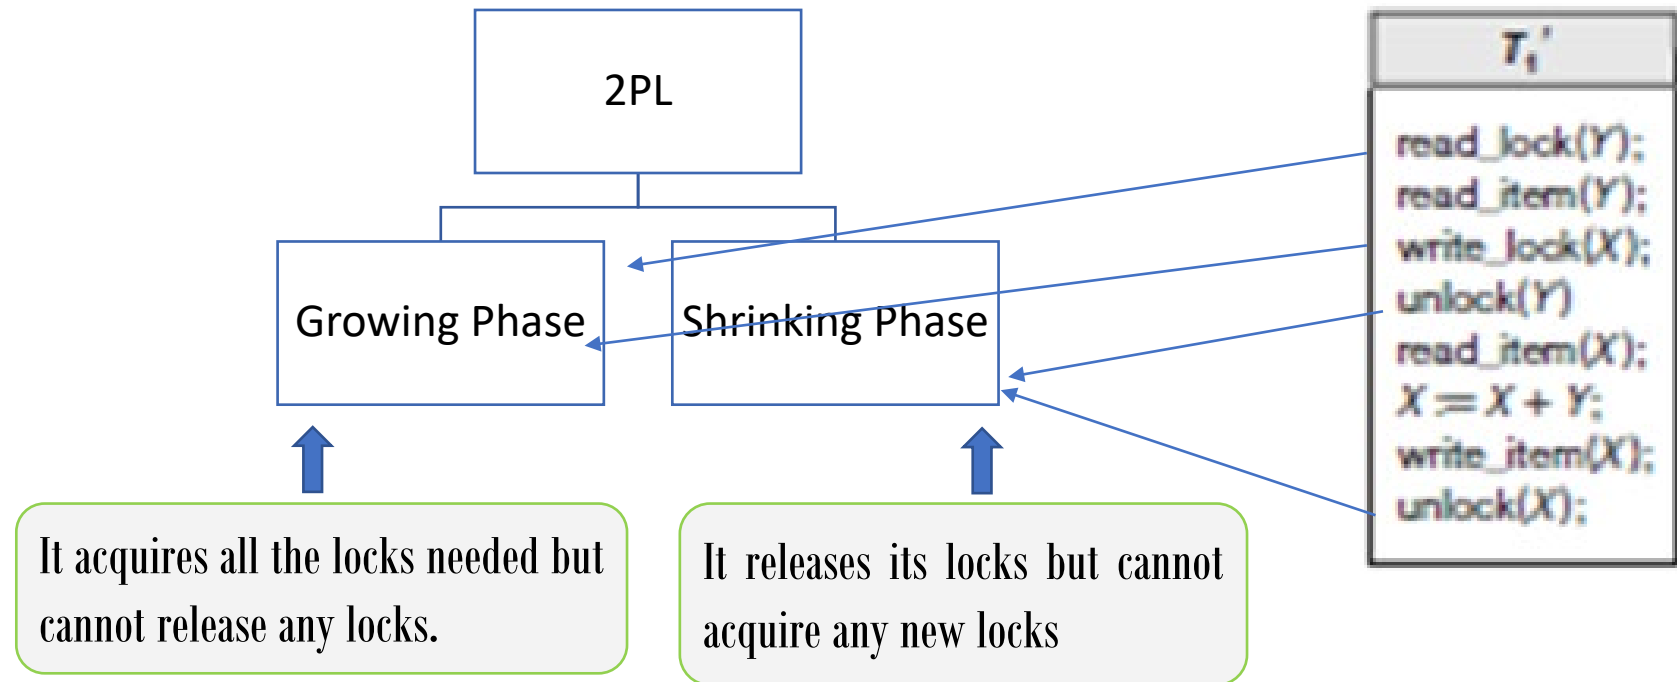 2PL
Growing Phase
Shrinking Phase
It acquires all the locks needed but
cannot release any locks.
It releases its locks but cannot
acquire any new locks
T₁′
read_lock(Y);
read_item(Y);
write_lock(X);
unlock(Y)
read_item(X);
X := X + Y;
write_item(X);
unlock(X);